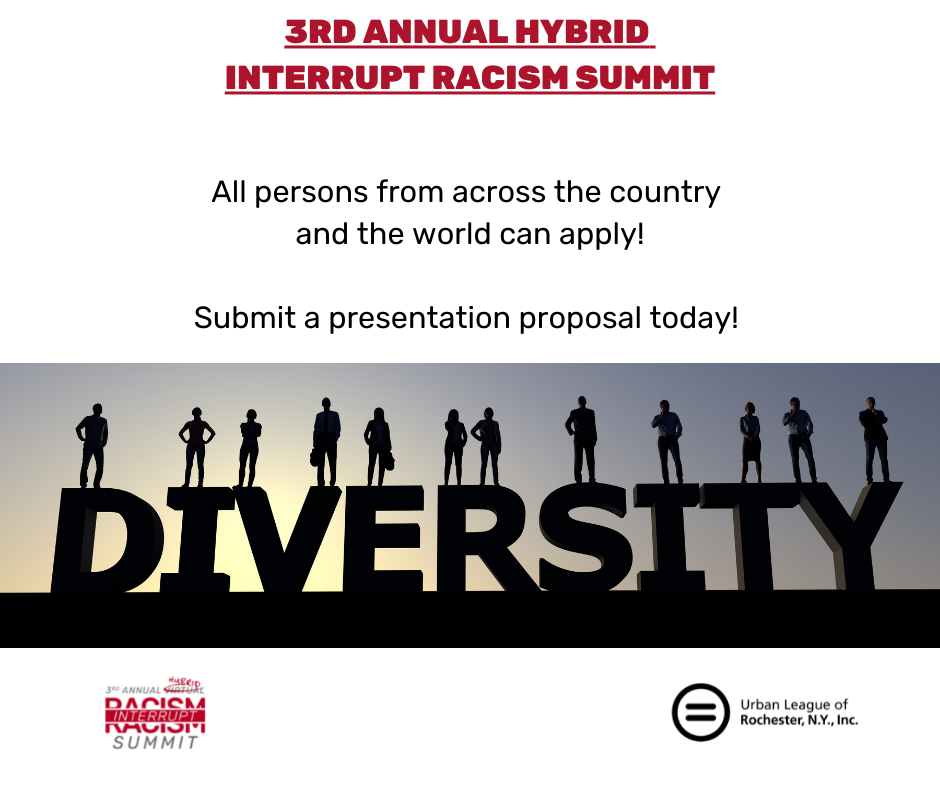 3RD ANNUAL HYBRID
INTERRUPT RACISM SUMMIT
All persons from across the country
and the world can apply!
Submit a presentation proposal today!
DIVERSITY
HYBRID
3RD ANNUAL VIRTUAL
RACISM
INTERRUPT
RACISM
SUMMIT
Urban League of
Rochester, N.Y., Inc.